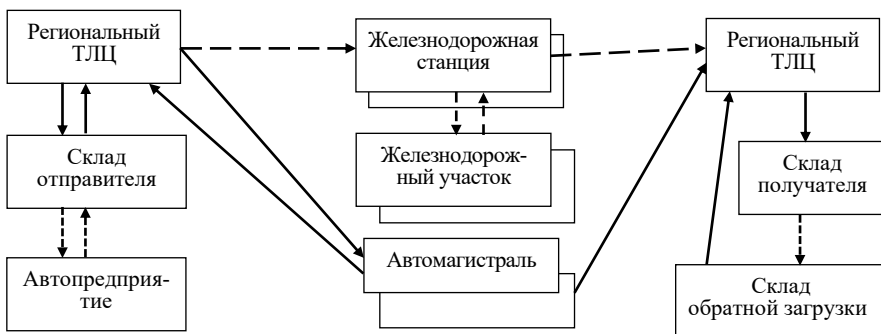 Региональный
ТЛЦ
Железнодорожная
станция
Региональный
ТЛЦ
Склад
отправителя
Железнодорож-
ный участок
Склад
получателя
Автопредприя-
тие
Автомагистраль
Склад
обратной загрузки